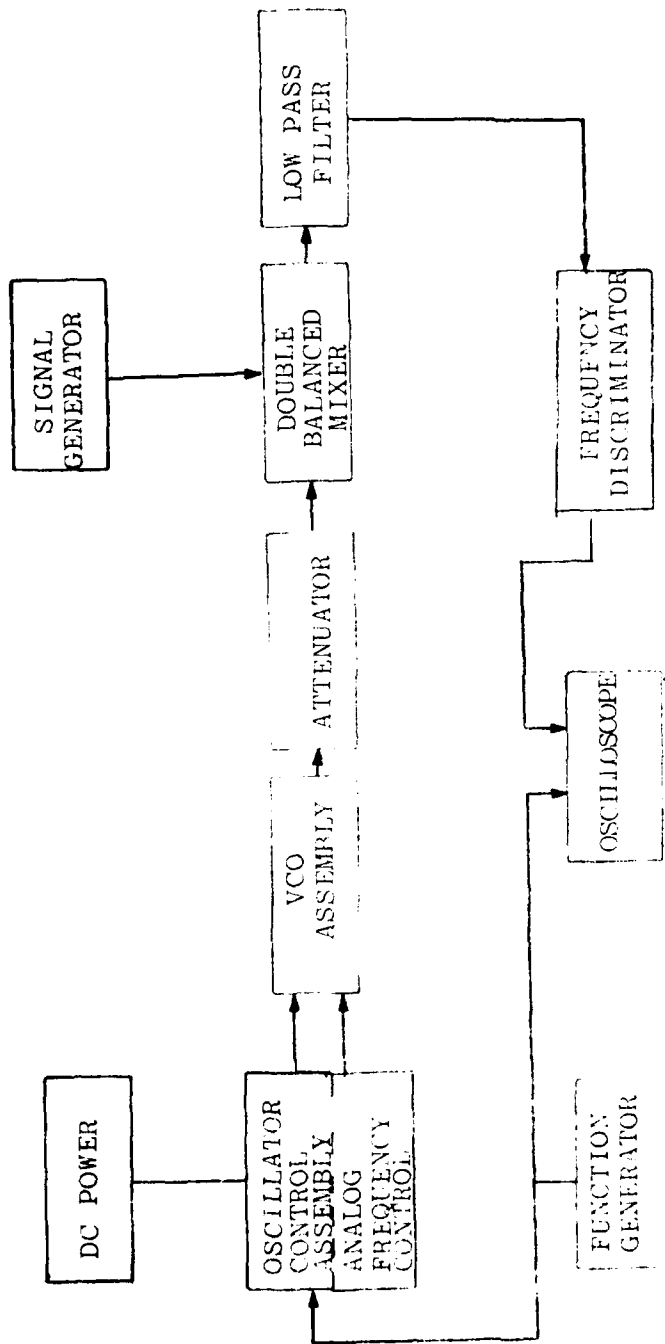 DC POWER
SIGNAL
GENERATOR
OSCILLATOR
CONTROL
ASSEMBLY
ANALOG
FREQUENCY
CONTROL
VCO
ASSEMBLY
ATTENUATOR
DOUBLE
BALANCED
MIXER
LOW PASS
FILTER
FUNCTION
GENERATOR
OSCILLOSCOPE
FREQUENCY
DISCRIMINATOR